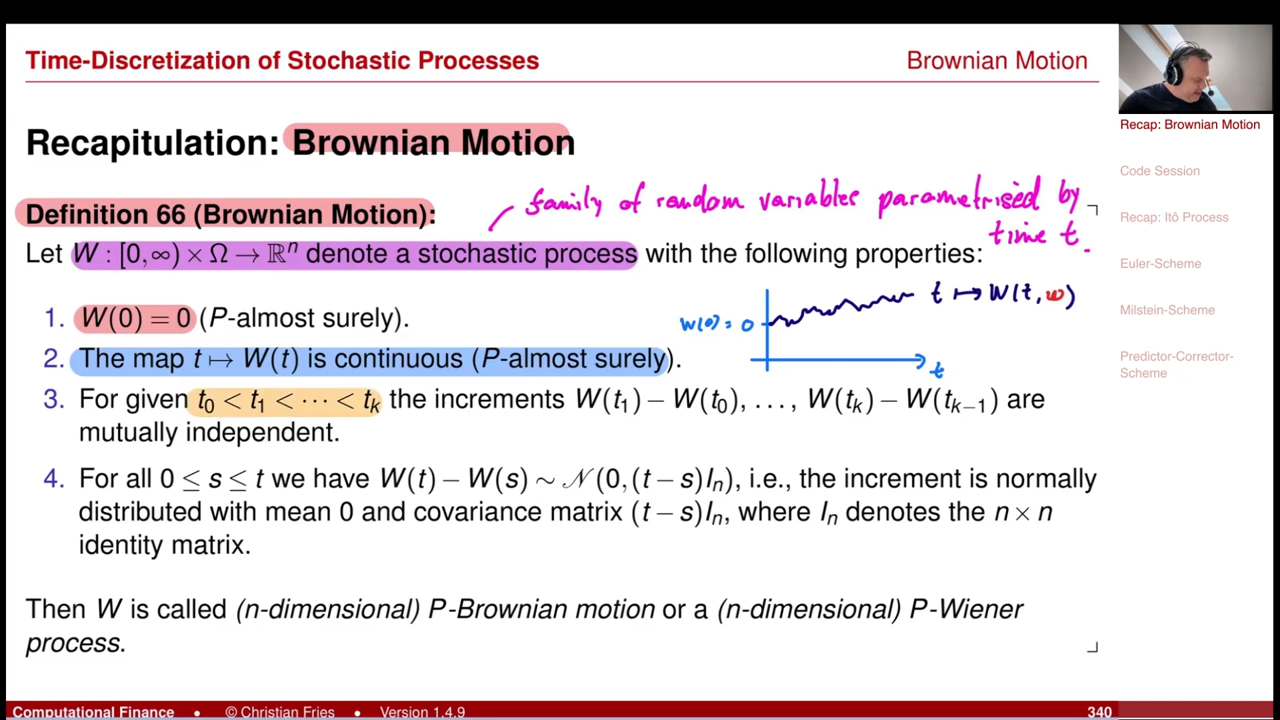 Time-Discretization of Stochastic Processes
Brownian Motion
Recapitulation: Brownian Motion
family of random variables parametrised by
time t.
Definition 66 (Brownian Motion):
Let W : [0,∞) × Ω → ℝⁿ denote a stochastic process with the following properties:
1. W(0) = 0 (P-almost surely).
W(0) = 0
t ↦ W(t, ω)
t
2. The map t ↦ W(t) is continuous (P-almost surely).
3. For given t₀ < t₁ < ⋯ < tₖ the increments W(t₁) − W(t₀), …, W(tₖ) − W(tₖ₋₁) are
mutually independent.
4. For all 0 ≤ s ≤ t we have W(t) − W(s) ∼ 𝒩(0, (t − s)Iₙ), i.e., the increment is normally
distributed with mean 0 and covariance matrix (t − s)Iₙ, where Iₙ denotes the n × n
identity matrix.
Then W is called (n-dimensional) P-Brownian motion or a (n-dimensional) P-Wiener
process.
Recap: Brownian Motion
Code Session
Recap: Itô Process
Euler-Scheme
Milstein-Scheme
Predictor-Corrector-
Scheme
Computational Finance • © Christian Fries • Version 1.4.9
340